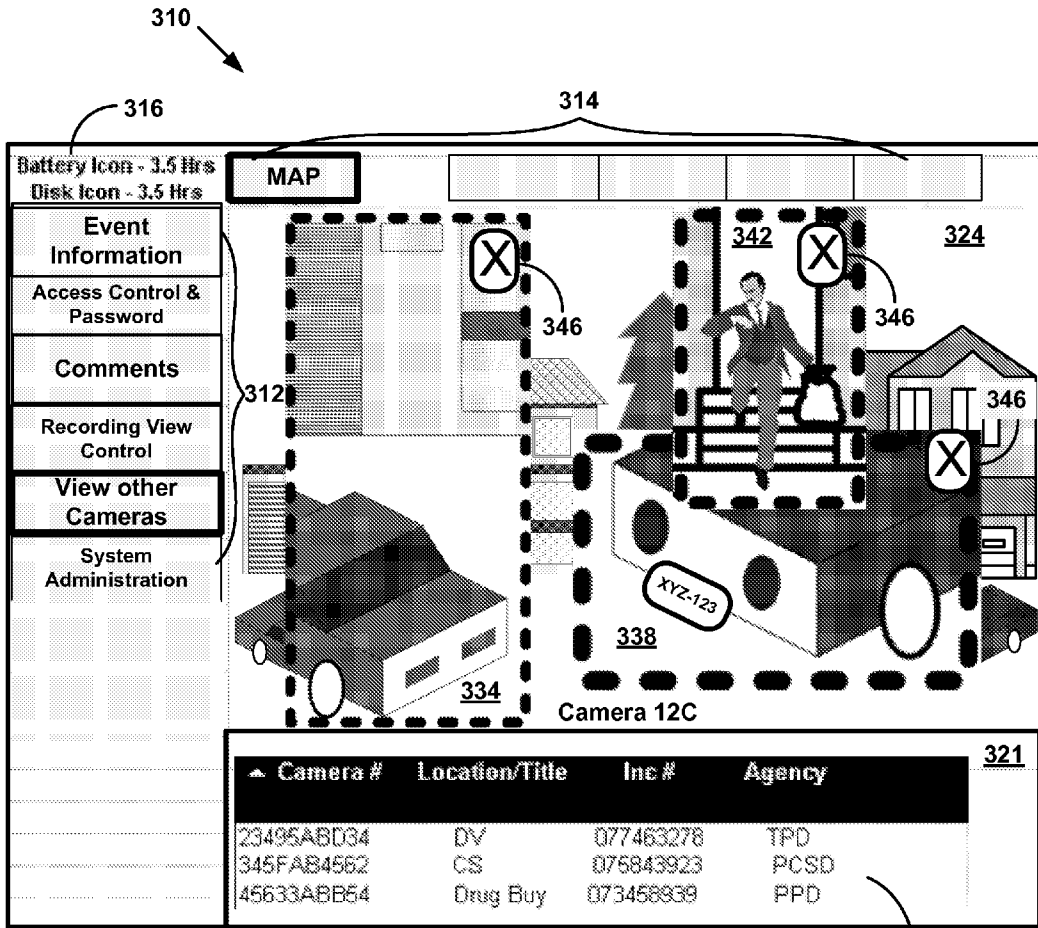 310
316
314
Battery Icon - 3.5 Hrs
Disk Icon - 3.5 Hrs
MAP
Event
Information
Access Control &
Password
Comments
Recording View
Control
View other
Cameras
System
Administration
312
X
346
342
X
346
324
346
X
XYZ-123
338
334
Camera 12C
321
Camera # Location/Title Inc # Agency
23495ABD34 DV 077463278 TPD
345FAB4562 CS 075843923 PCSD
45633ABB54 Drug Buy 073458939 PPD